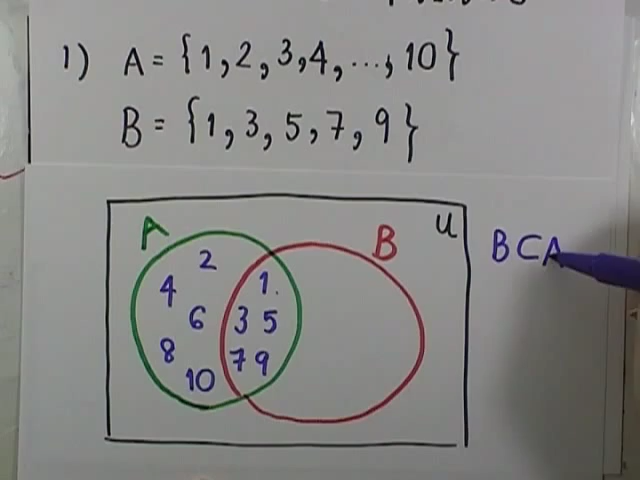 1) A = {1, 2, 3, 4, ..., 10}
B = {1, 3, 5, 7, 9}
A
B
U
B ⊂ A
2
4
1.
6
3 5
8
7 9
10